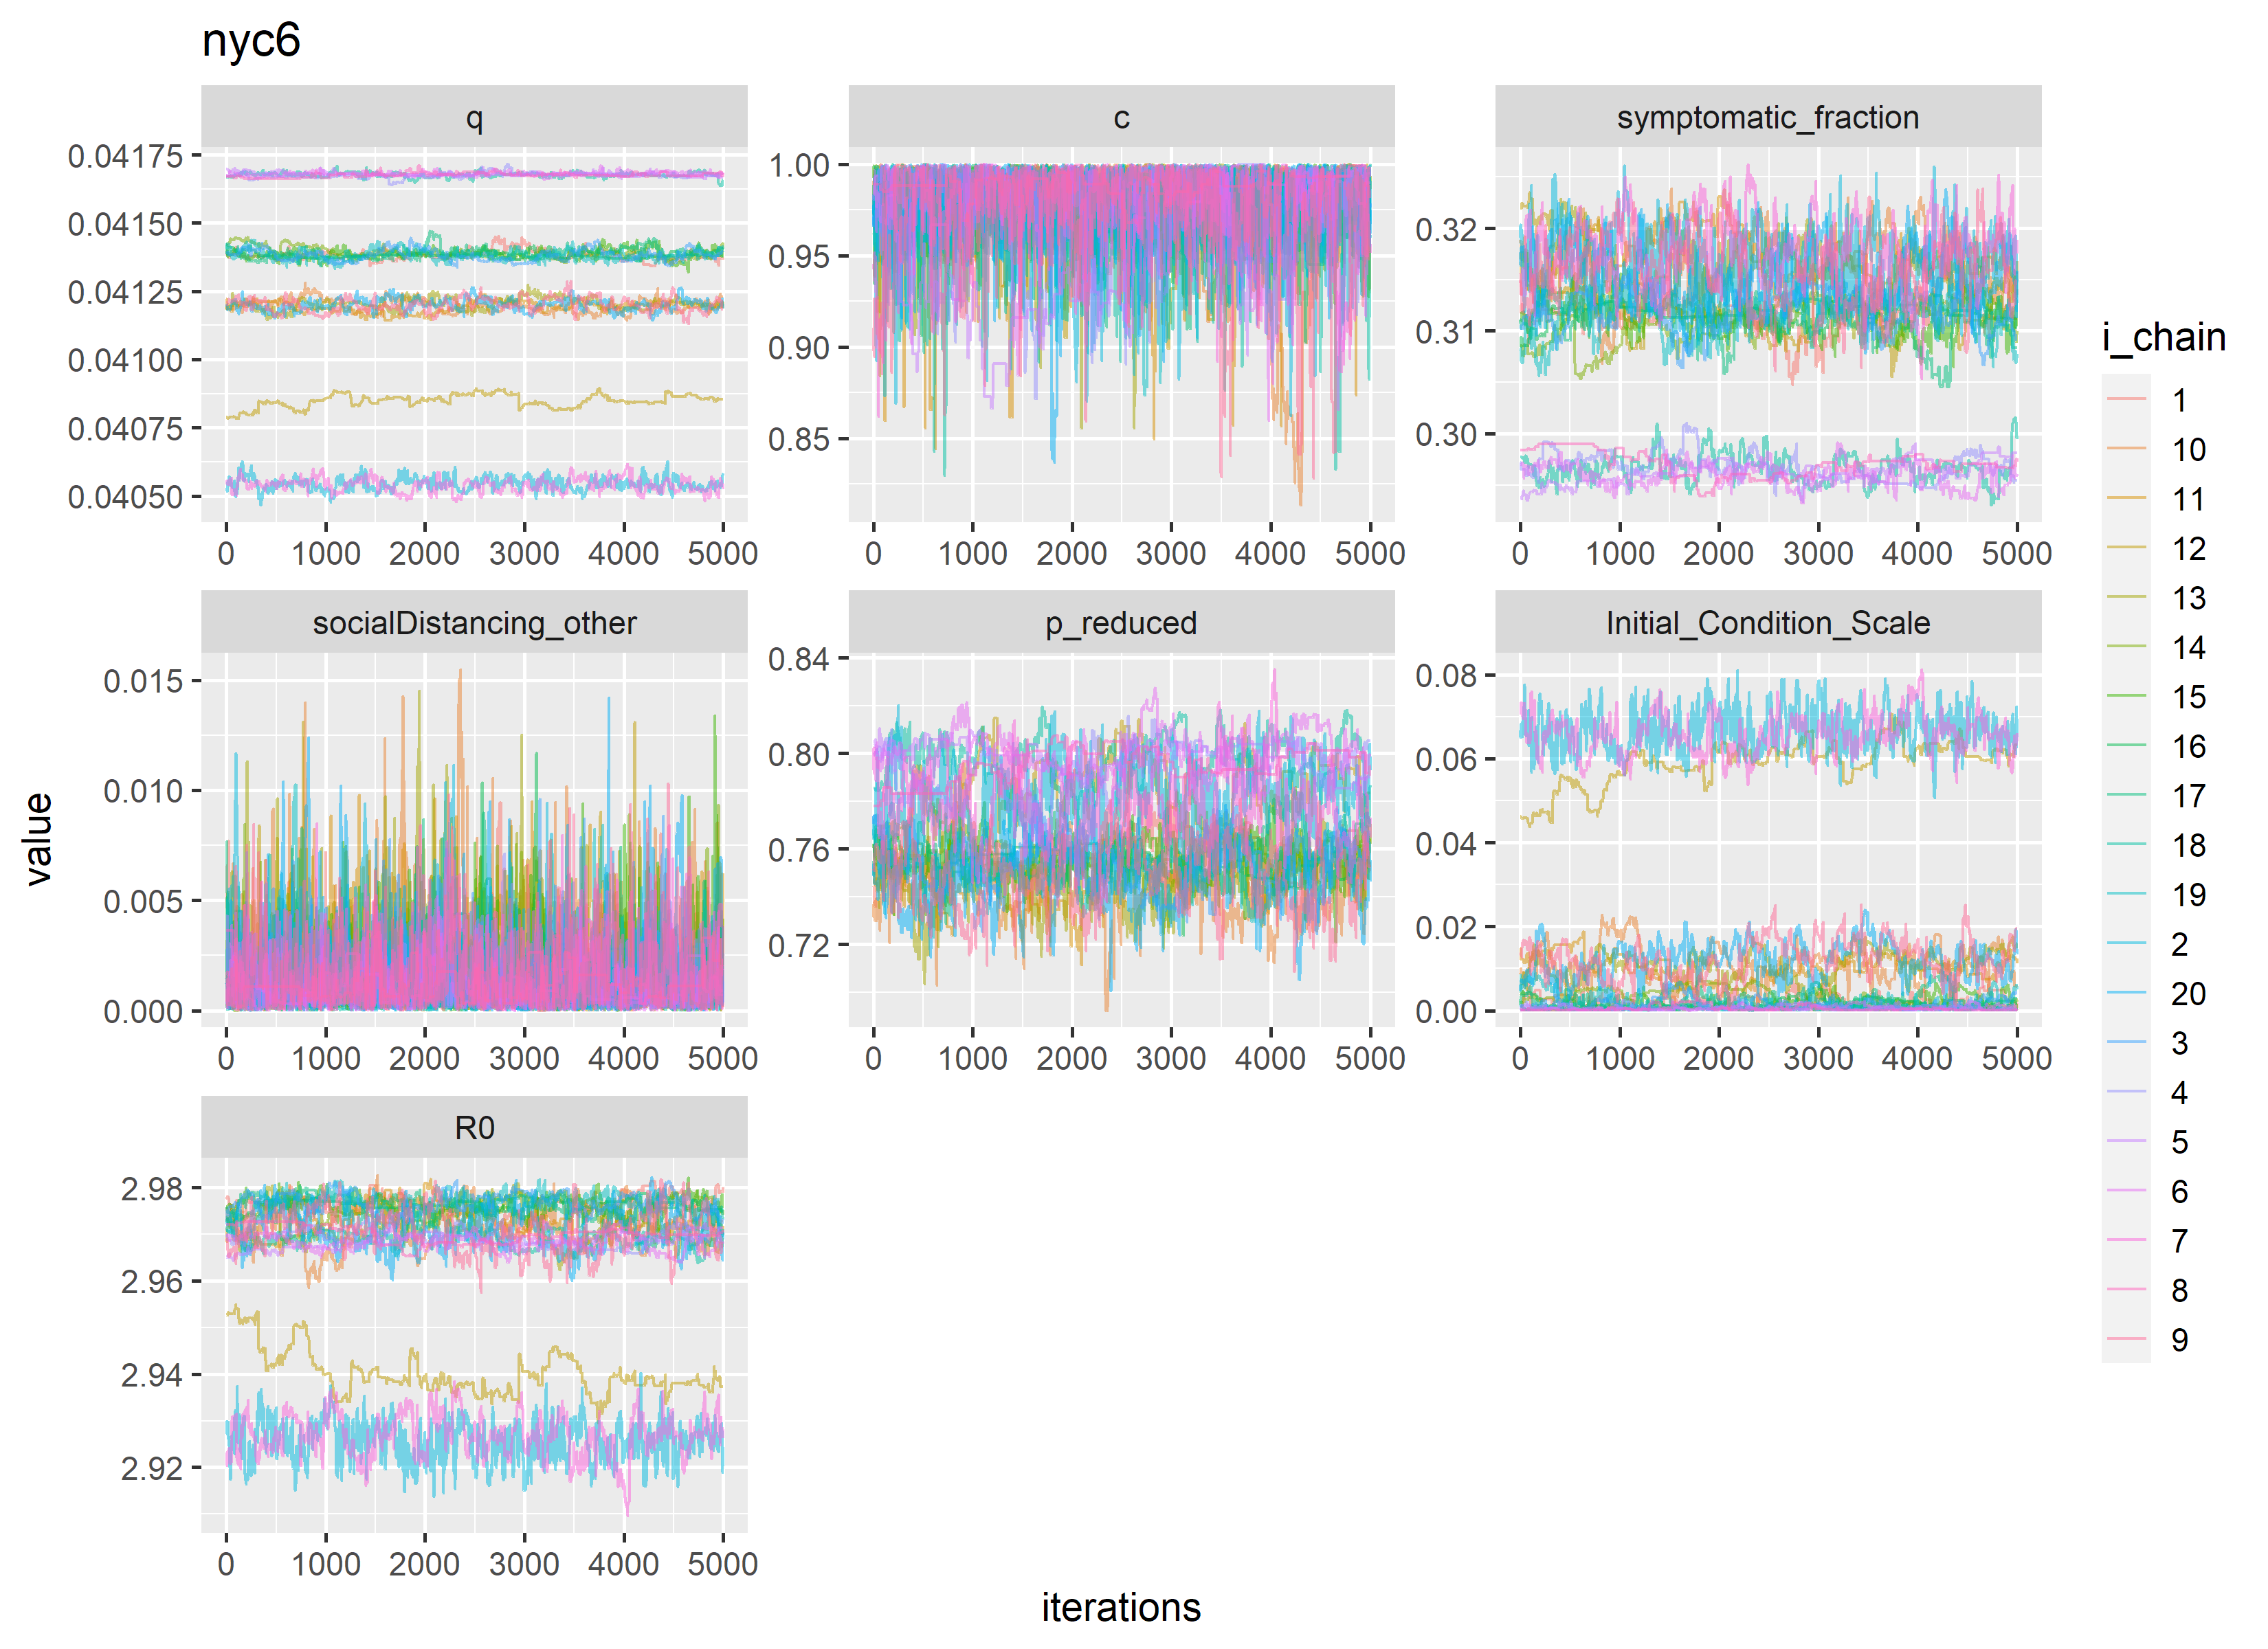 nyc6
q
c
symptomatic_fraction
0.04175
0.04150
0.04125
0.04100
0.04075
0.04050
1.00
0.95
0.90
0.85
0.32
0.31
0.30
0 1000 2000 3000 4000 5000
0 1000 2000 3000 4000 5000
0 1000 2000 3000 4000 5000
socialDistancing_other
p_reduced
Initial_Condition_Scale
0.015
0.010
0.005
0.000
0.84
0.80
0.76
0.72
0.08
0.06
0.04
0.02
0.00
0 1000 2000 3000 4000 5000
0 1000 2000 3000 4000 5000
0 1000 2000 3000 4000 5000
R0
2.98
2.96
2.94
2.92
0 1000 2000 3000 4000 5000
value
iterations
i_chain
1
10
11
12
13
14
15
16
17
18
19
2
20
3
4
5
6
7
8
9